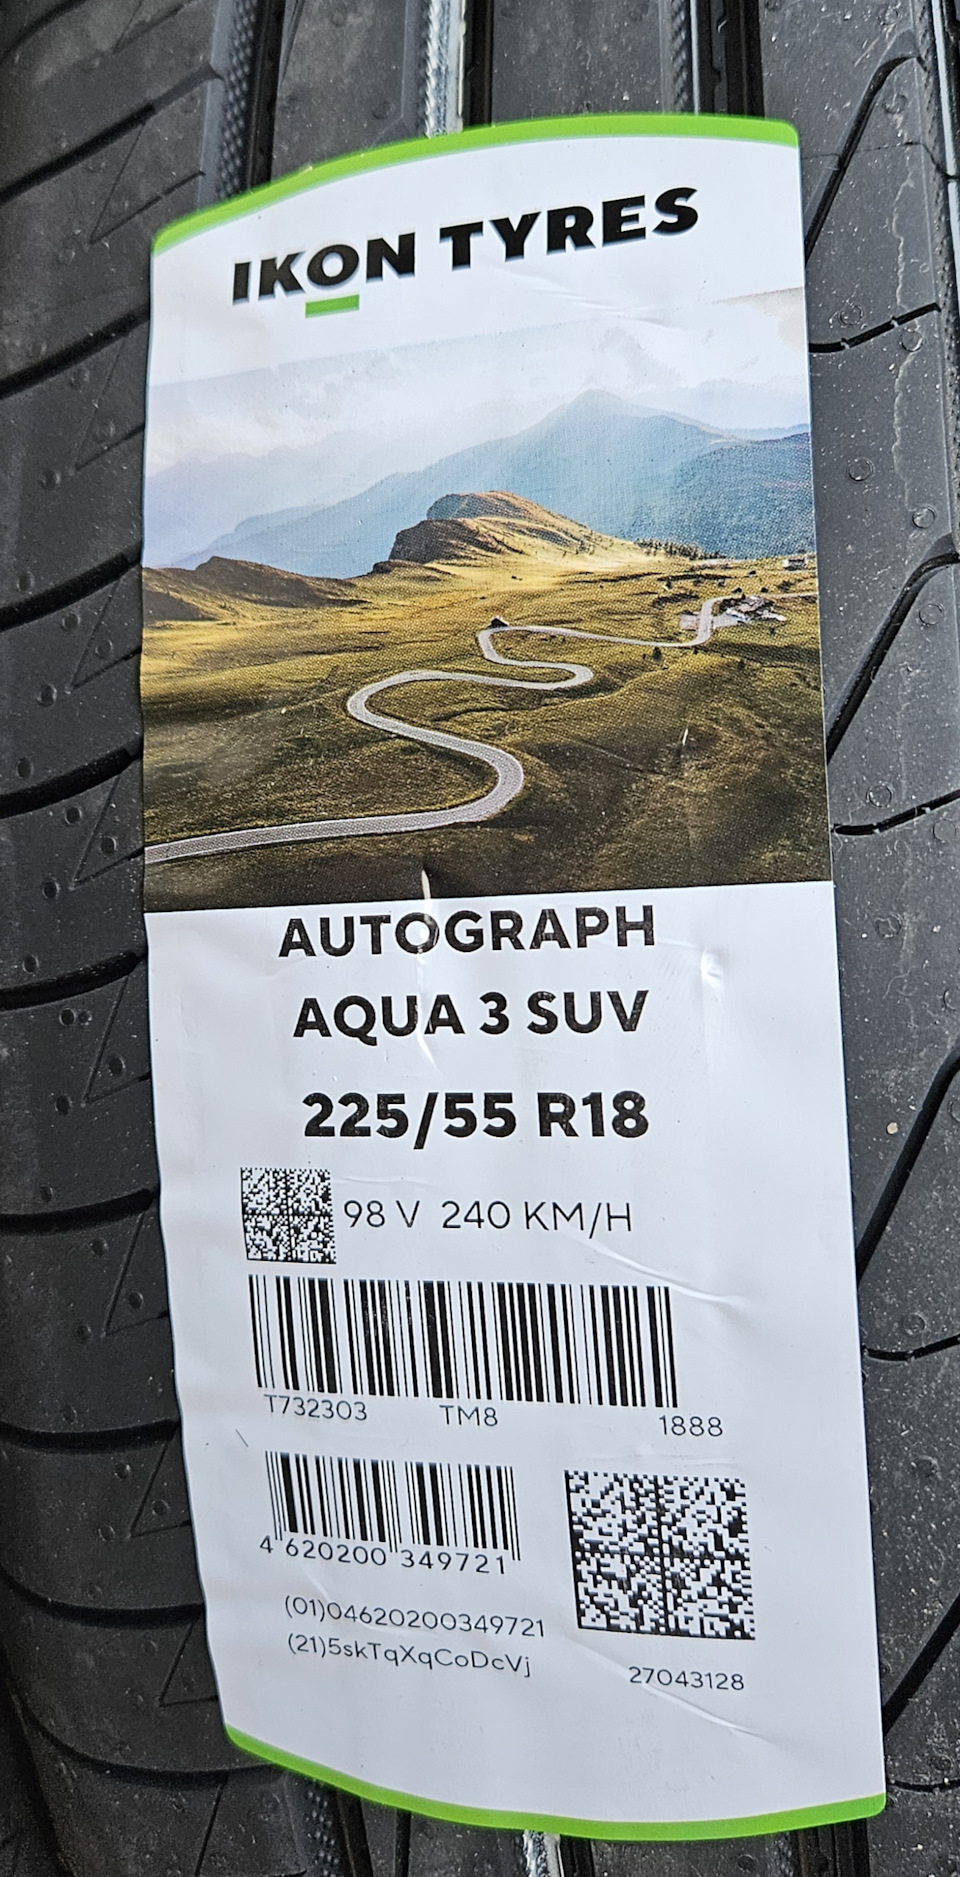 IKON TYRES
AUTOGRAPH
AQUA 3 SUV
225/55 R18
98 V 240 KM/H
T732303 TM8 1888
4 620200 349721
(01)04620200349721
(21)5skTqXqCoDcVj
27043128